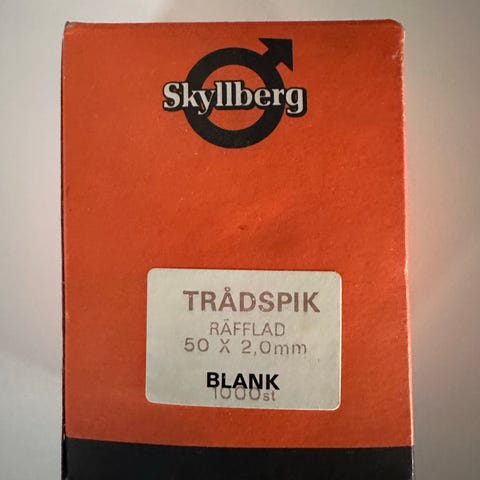 Skyllberg
TRÅDSPIK
RÄFFLAD
50 X 2,0mm
BLANK
1000st